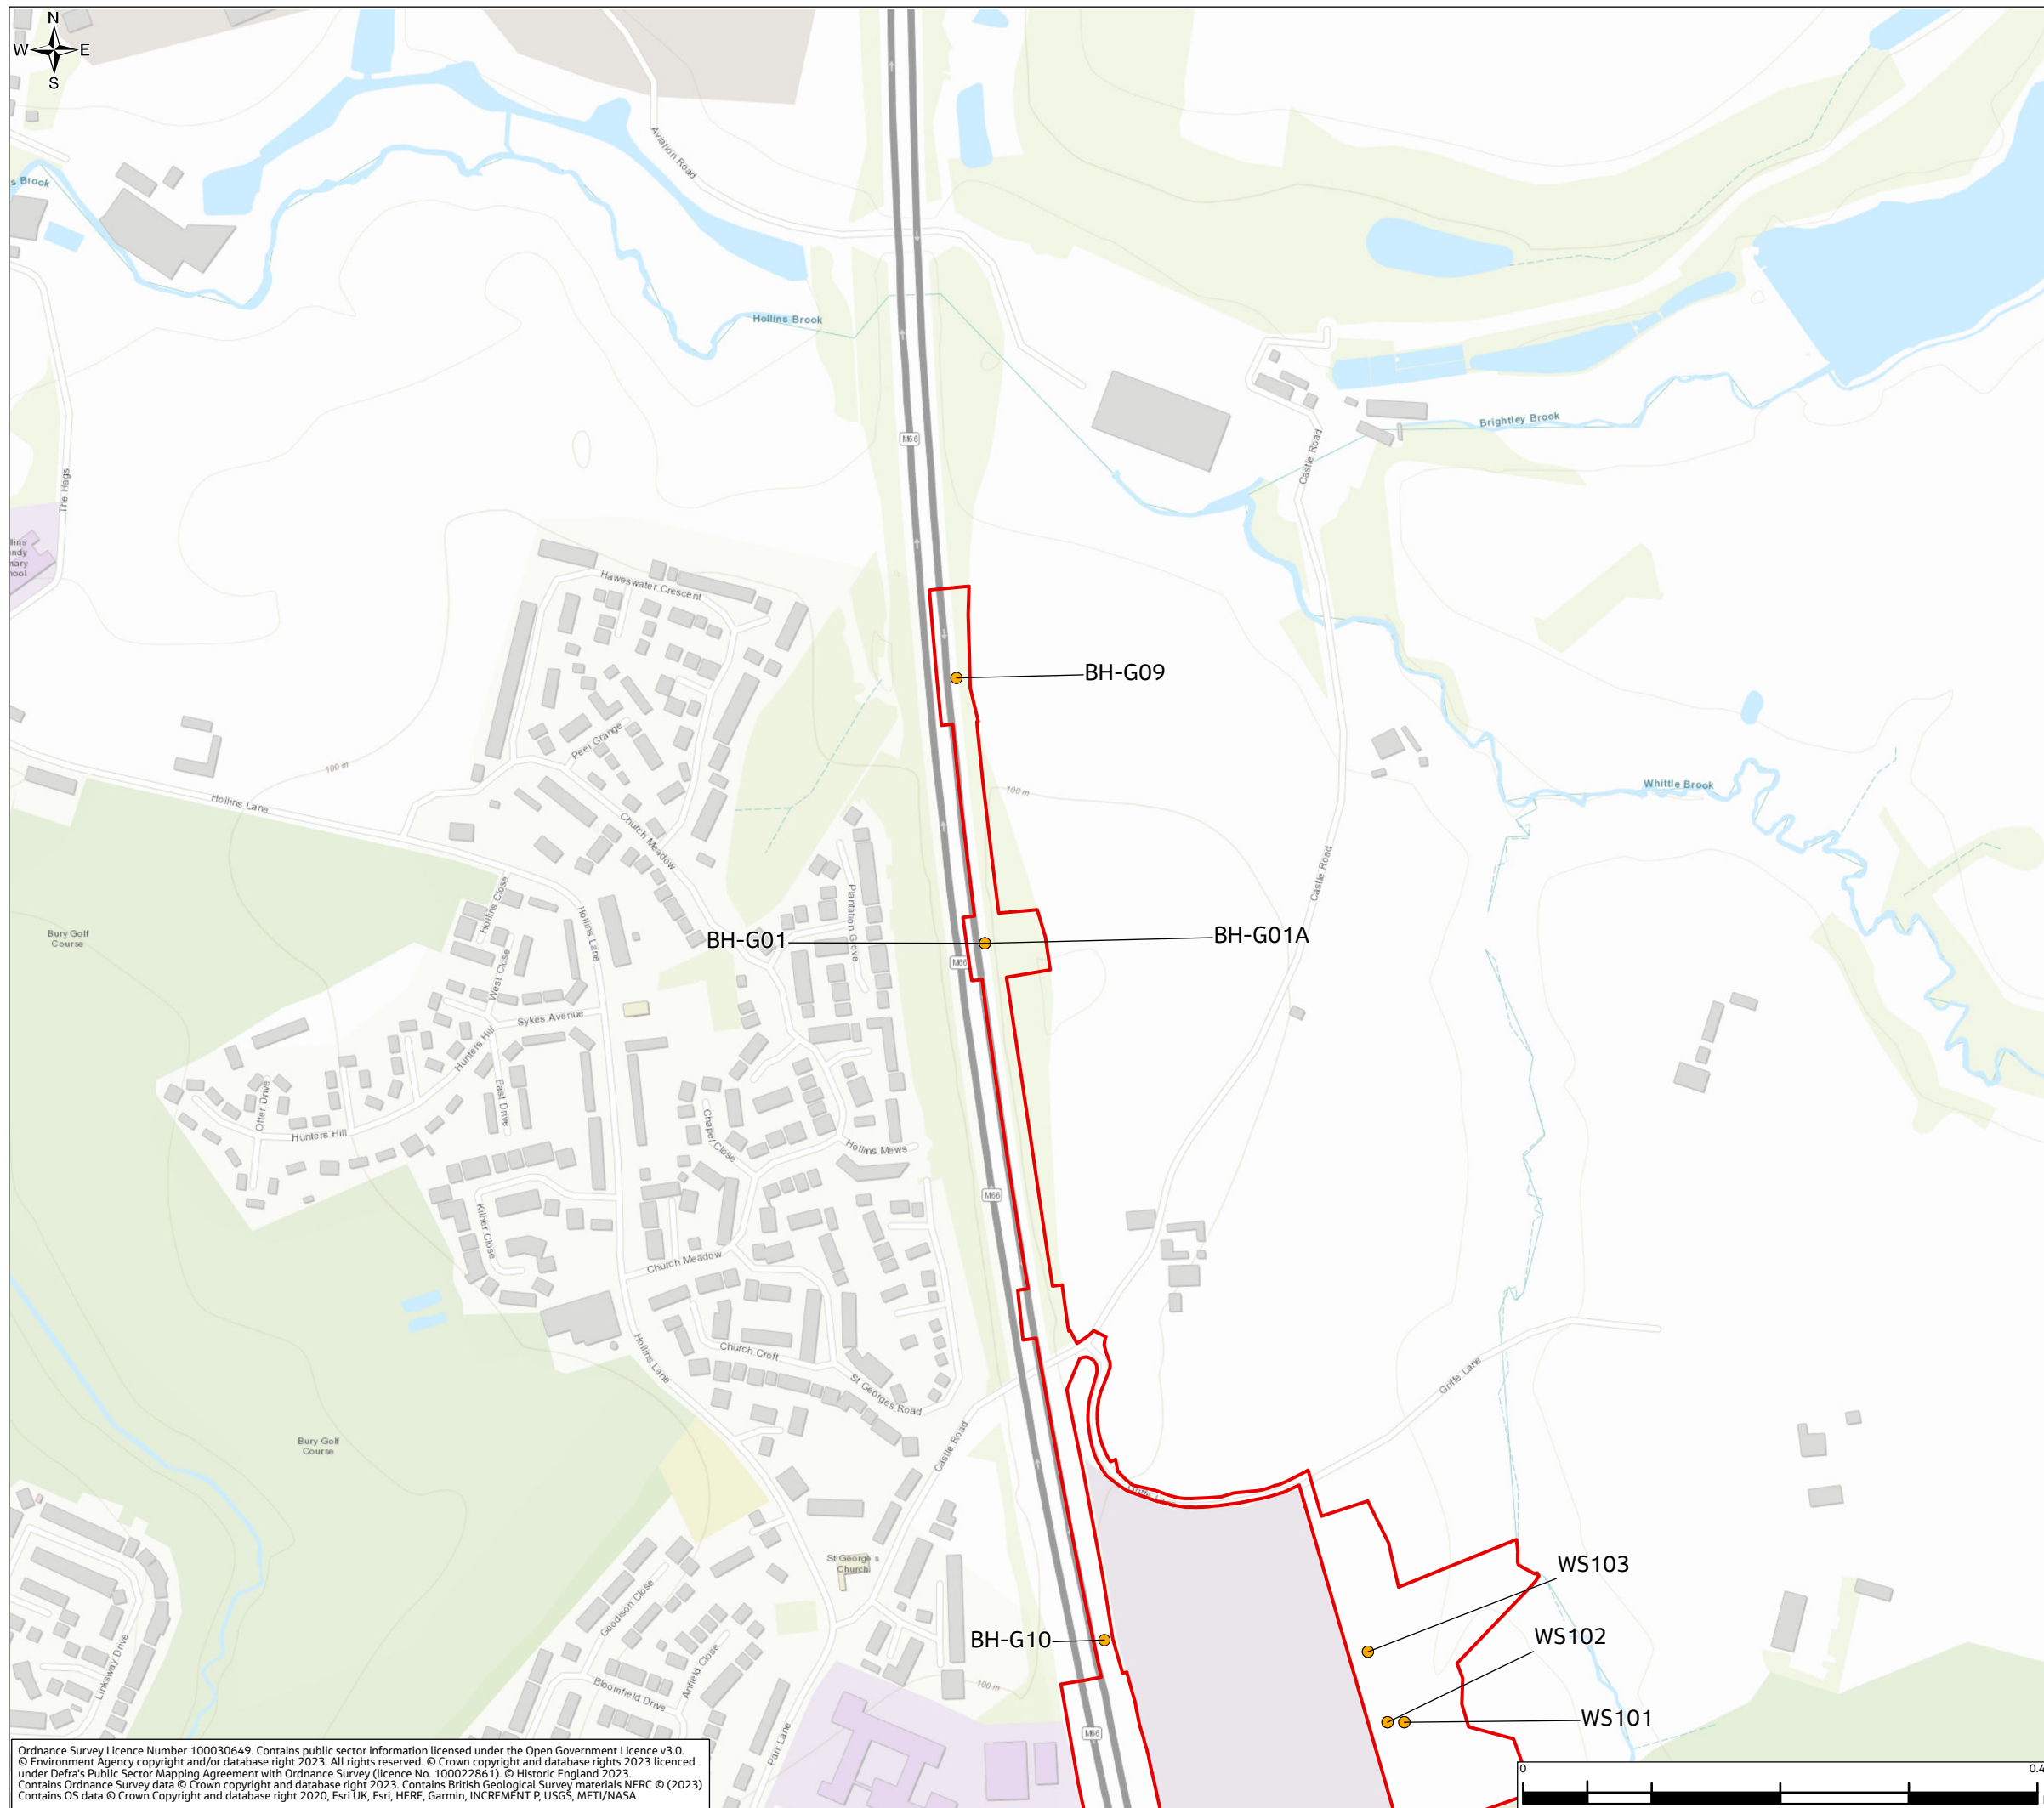 N
W E
S
Aviation Road
s Brook
Hollins Brook
M66
Brightley Brook
Castle Road
The Hags
llins
undy
mary
hool
Haweswater Crescent
BH-G09
Peel Grange
100 m
Hollins Lane
100 m
Whittle Brook
Church Meadow
Castle Road
Plantation Grove
Hollins Close
Hollins Lane
Bury Golf
Course
BH-G01
BH-G01A
M66
West Close
Sykes Avenue
Hunters Hill
East Drive
Otter Drive
Chapel Close
Hunters Hill
Hollins Mews
M66
Kilner Close
Church Meadow
Hollins Lane
Church Croft
Griffe Lane
St Georges Road
Castle Road
Bury Golf
Course
Griffe Lane
St George's
Church
WS103
Goodison Close
WS102
BH-G10
Linksway Drive
Anfield Close
Bloomfield Drive
100 m
WS101
Parr Lane
M66
Ordnance Survey Licence Number 100030649. Contains public sector information licensed under the Open Government Licence v3.0.
© Environment Agency copyright and/or database right 2023. All rights reserved. © Crown copyright and database rights 2023 licenced
under Defra's Public Sector Mapping Agreement with Ordnance Survey (licence No. 100022861). © Historic England 2023.
Contains Ordnance Survey data © Crown copyright and database right 2023. Contains British Geological Survey materials NERC © (2023)
Contains OS data © Crown Copyright and database right 2020, Esri UK, Esri, HERE, Garmin, INCREMENT P, USGS, METI/NASA
0 0.4